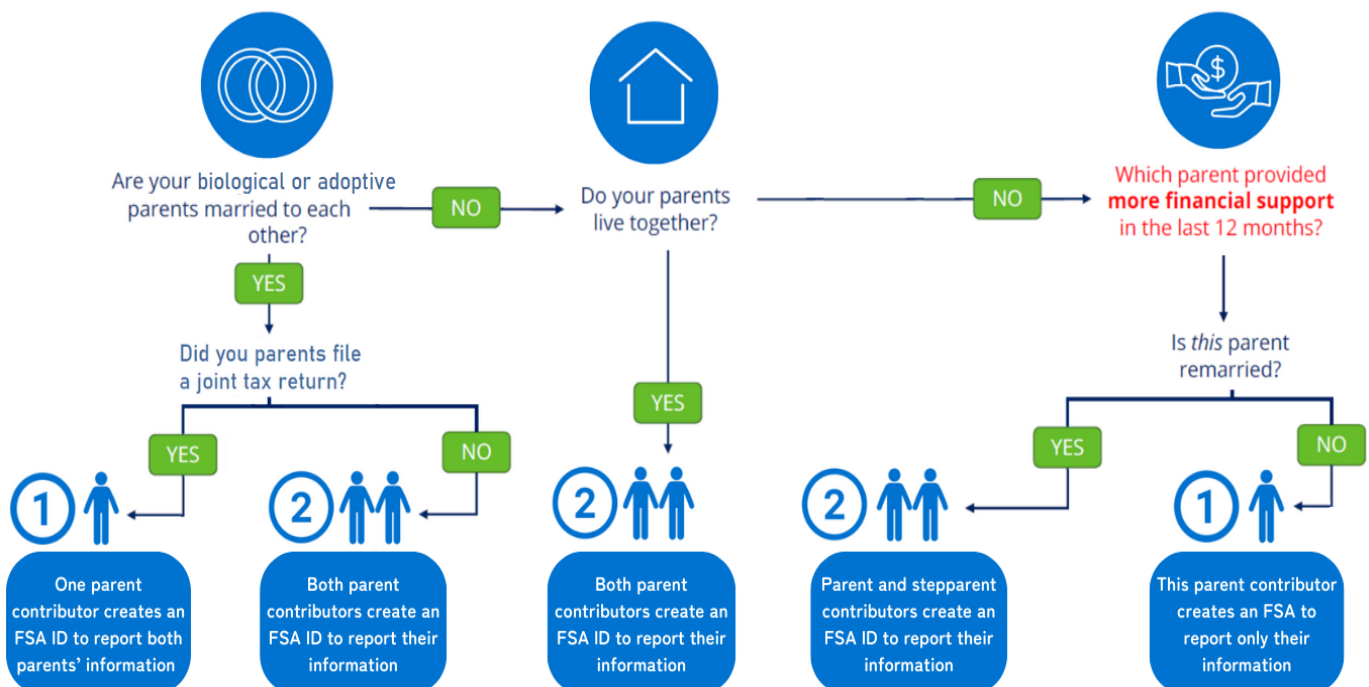 $
Are your biological or adoptive
parents married to each
other?
NO
Do your parents
live together?
NO
Which parent provided
more financial support
in the last 12 months?
YES
Did you parents file
a joint tax return?
YES
NO
YES
Is this parent
remarried?
YES
NO
1
2
2
2
1
One parent
contributor creates an
FSA ID to report both
parents’ information
Both parent
contributors create an
FSA ID to report their
information
Both parent
contributors create an
FSA ID to report their
information
Parent and stepparent
contributors create an
FSA ID to report their
information
This parent contributor
creates an FSA to
report only their
information